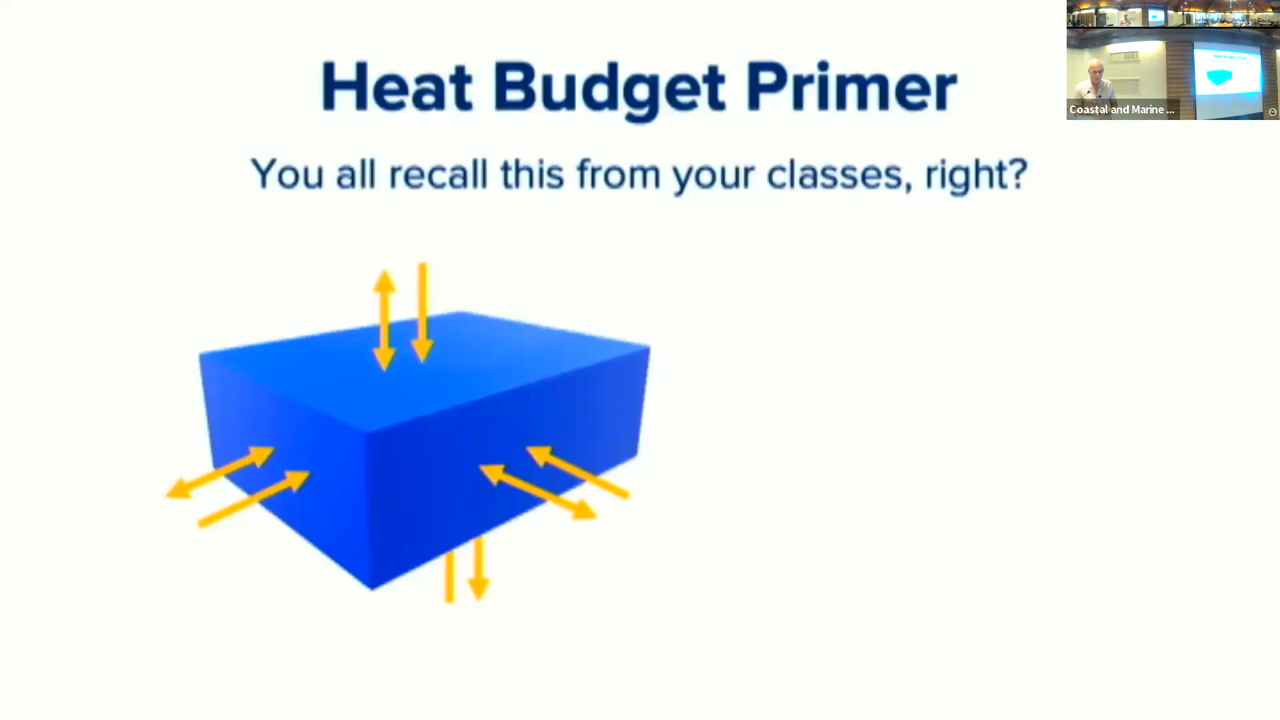 Heat Budget Primer
You all recall this from your classes, right?
Coastal and Marine ...